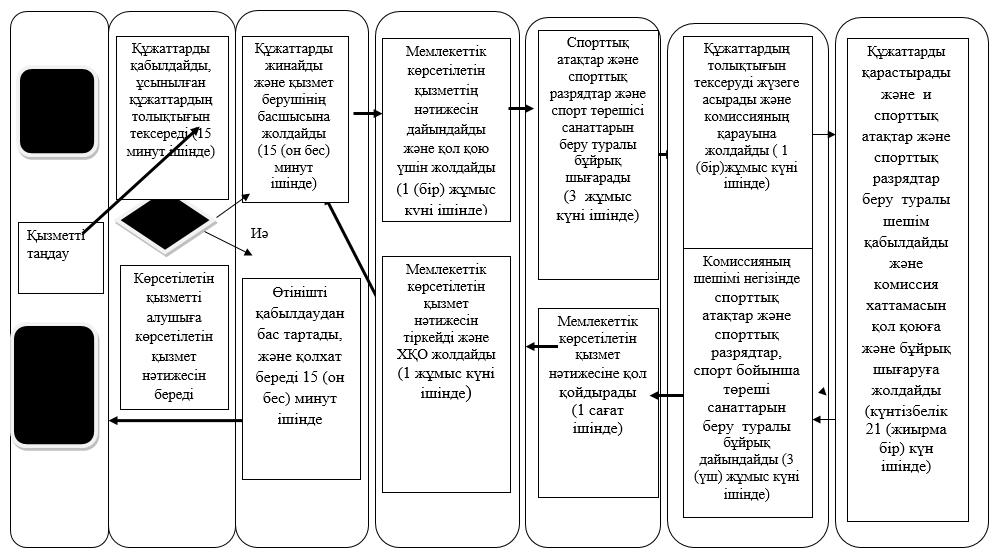 Қызметті
таңдау
Құжаттарды
қабылдайды,
ұсынылған
құжаттардың
толықтығын
тексереді (15
минут ішінде)
Көрсетілетін
қызметті
алушыға
көрсетілетін
қызмет
нәтижесін
береді
Құжаттарды
жинайды
және қызмет
берушінің
басшысына
жолдайды
(15 (он бес)
минут
ішінде)
Иә
Өтінішті
қабылдаудан
бас тартады,
және қолхат
береді 15 (он
бес) минут
ішінде
Мемлекеттік
көрсетілетін
қызметтің
нәтижесін
дайындайды
және қол қою
үшін жолдайды
(1 (бір) жұмыс
күні ішінде)
Мемлекеттік
көрсетілетін
қызмет
нәтижесін
тіркейді және
ХҚО жолдайды
(1 жұмыс күні
ішінде)
Спорттық
атақтар және
спорттық
разрядтар және
спорт төрешісі
санаттарын
беру туралы
бұйрық
шығарады
(3 жұмыс
күні ішінде)
Мемлекеттік
көрсетілетін
қызмет
нәтижесіне қол
қойдырады
(1 сағат
ішінде)
Құжаттардың
толықтығын
тексеруді жүзеге
асырады және
комиссияның
қарауына
жолдайды ( 1
(бір)жұмыс күні
ішінде)
Комиссияның
шешімі негізінде
спорттық
атақтар және
спорттық
разрядтар,
спорт бойынша
төреші
санаттарын
беру туралы
бұйрық
дайындайды (3
(үш) жұмыс күні
ішінде)
Құжаттарды
қарастырады
және и
спорттық
атақтар және
спорттық
разрядтар
беру туралы
шешім
қабылдайды
және
комиссия
хаттамасын
қол қоюға
және бұйрық
шығаруға
жолдайды
(күнтізбелік
21 (жиырма
бір) күн
ішінде)